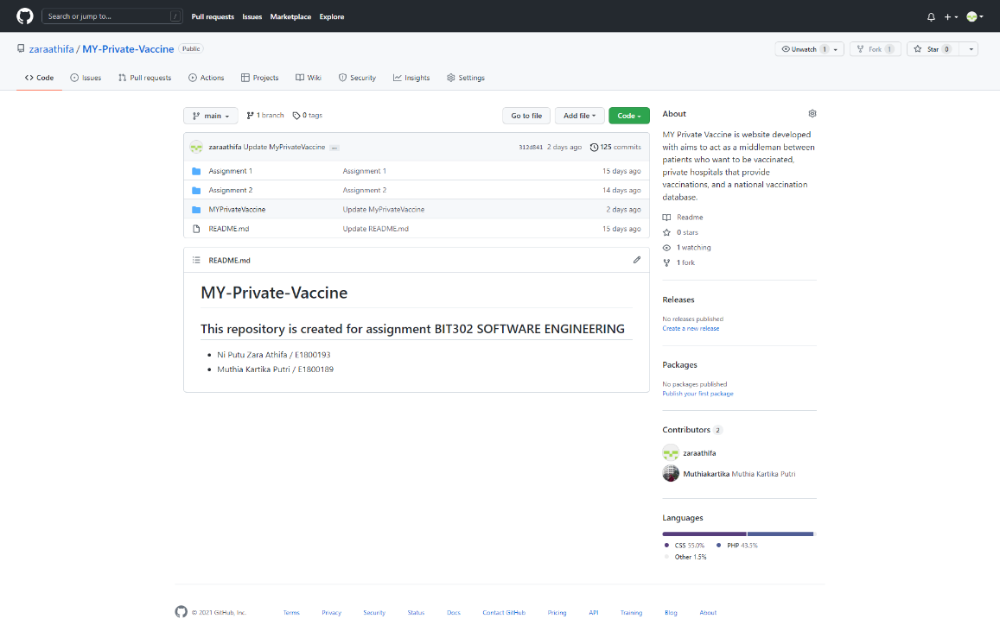 Search or jump to... / Pull requests Issues Marketplace Explore
zaraathifa / MY-Private-Vaccine Public Unwatch 1 Fork 1 Star 0
Code Issues Pull requests Actions Projects Wiki Security Insights Settings
main 1 branch 0 tags Go to file Add file Code
zaraathifa Update MyPrivateVaccine ... 312d841 2 days ago 125 commits
Assignment 1 Assignment 1 15 days ago
Assignment 2 Assignment 2 14 days ago
MYPrivateVaccine Update MyPrivateVaccine 2 days ago
README.md Update README.md 15 days ago
README.md
MY-Private-Vaccine
This repository is created for assignment BIT302 SOFTWARE ENGINEERING
Ni Putu Zara Athifa / E1800193
Muthia Kartika Putri / E1800189
About
MY Private Vaccine is website developed
with aims to act as a middleman between
patients who want to be vaccinated,
private hospitals that provide
vaccinations, and a national vaccination
database.
Readme
0 stars
1 watching
1 fork
Releases
No releases published
Create a new release
Packages
No packages published
Publish your first package
Contributors 2
zaraathifa
Muthiakartika Muthia Kartika Putri
Languages
CSS 55.0% PHP 43.5%
Other 1.5%
© 2021 GitHub, Inc. Terms Privacy Security Status Docs Contact GitHub Pricing API Training Blog About